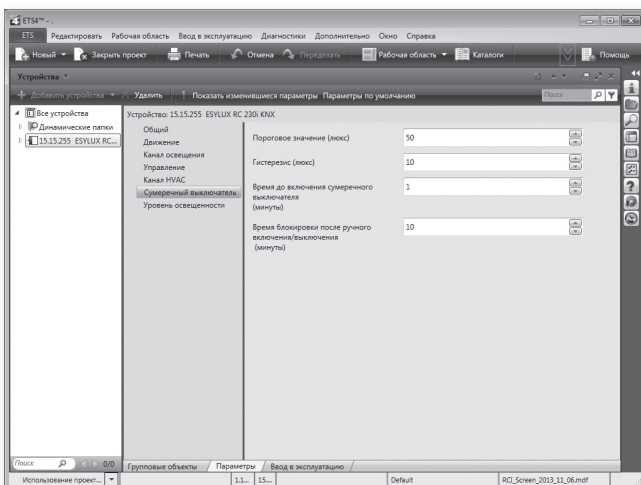 ETS4™ - .
ETS Редактировать Рабочая область Ввод в эксплуатацию Диагностики Дополнительно Окно Справка
Новый Закрыть проект Печать Отмена Переделать Рабочая область Каталоги Помощь
Устройства
Добавить устройства Удалить Показать изменившиеся параметры Параметры по умолчанию Поиск
Все устройства
Динамические папки
15.15.255 ESYLUX RC...
Устройство: 15.15.255 ESYLUX RC 230i KNX
Общий
Движение
Канал освещения
Управление
Канал HVAC
Сумеречный выключатель
Уровень освещенности
Пороговое значение (люкс) 50
Гистерезис (люкс) 10
Время до включения сумеречного 1
выключателя
(минуты)
Время блокировки после ручного 10
включения/выключения
(минуты)
Поиск 0/0
Групповые объекты Параметры Ввод в эксплуатацию
Использование проект... 1.1... 15... Default RCI_Screen_2013_11_06.mdf